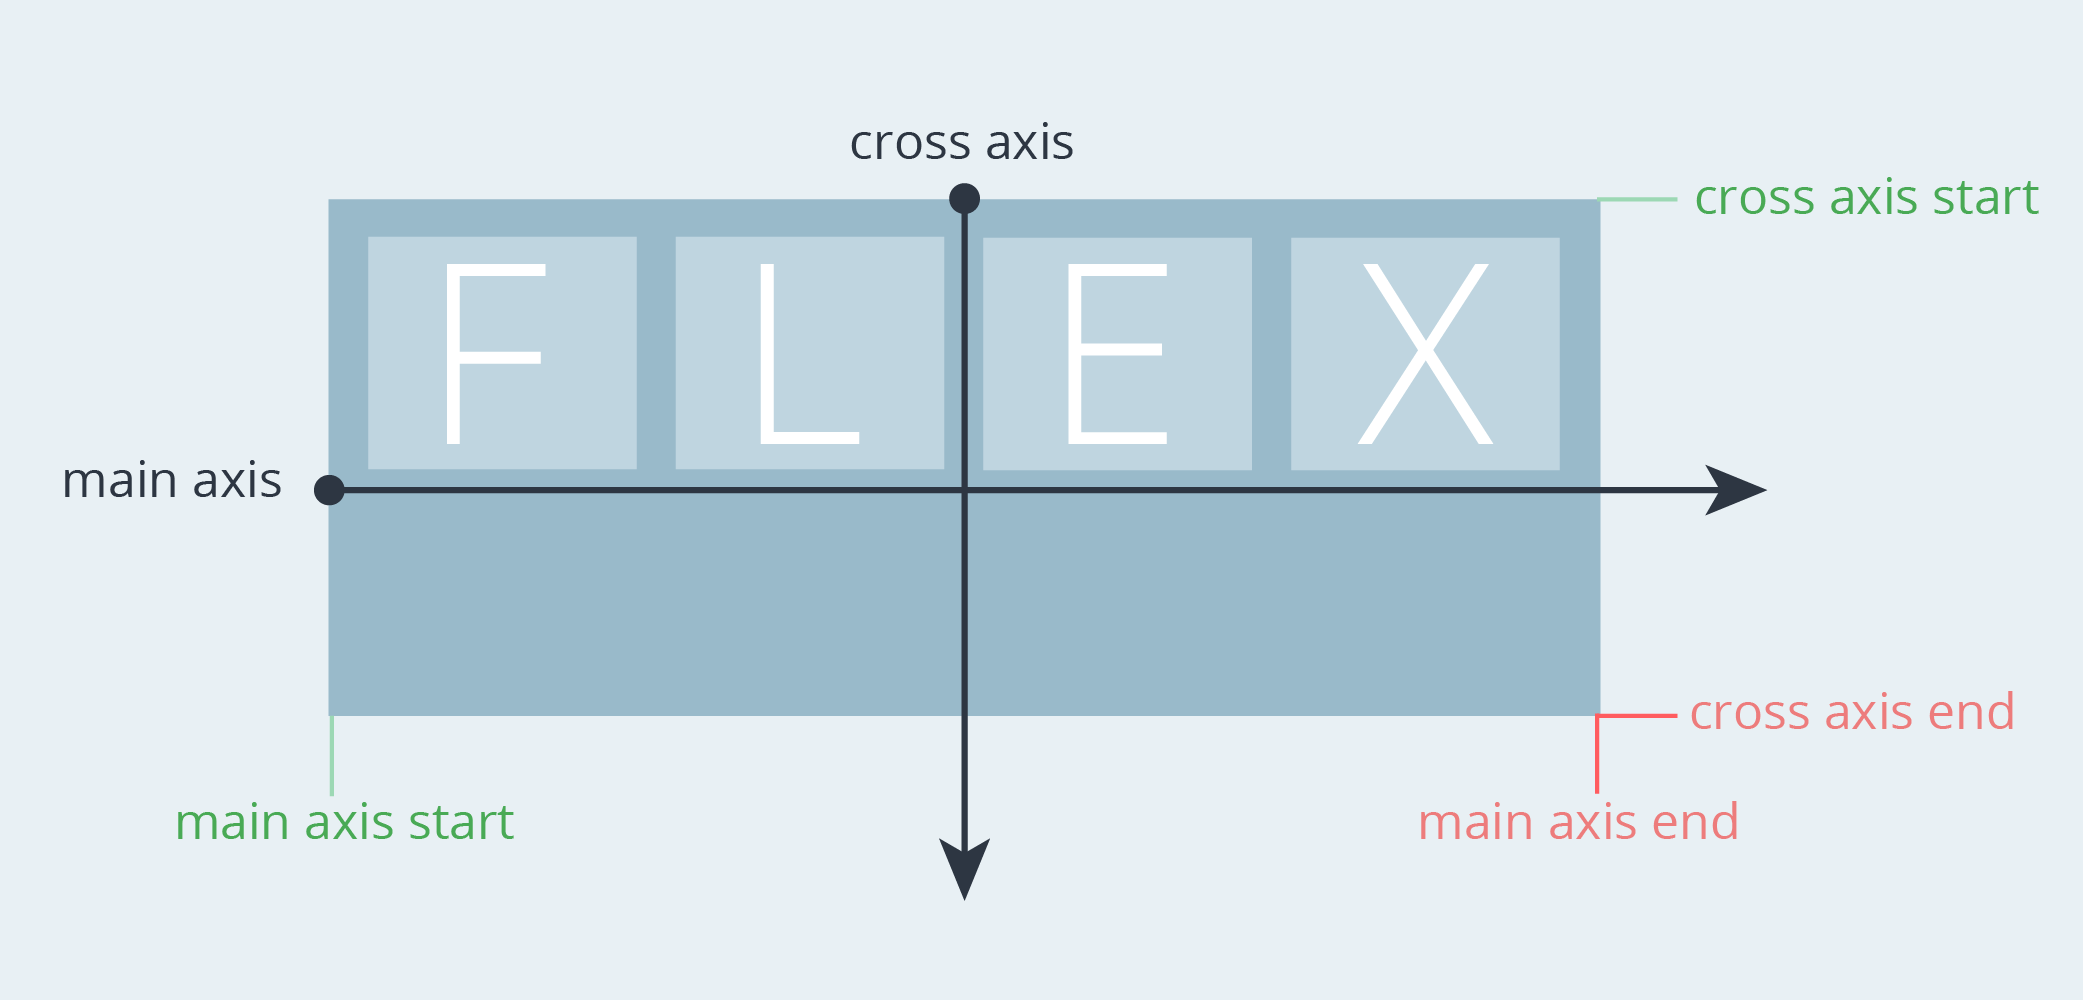 cross axis
cross axis start
F L E X
main axis
cross axis end
main axis start
main axis end